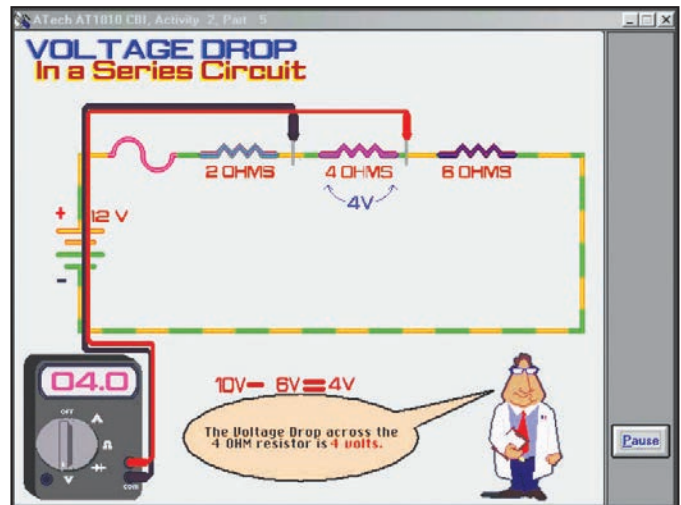 ATech AT1010 CBI, Activity 2, Part 5
VOLTAGE DROP
In a Series Circuit
2 OHMS
4 OHMS
6 OHMS
4V
+
12 V
-
04.0
OFF
A
Ω
V
COM
10V- 6V=4V
The Voltage Drop across the
4 OHM resistor is 4 volts.
Pause